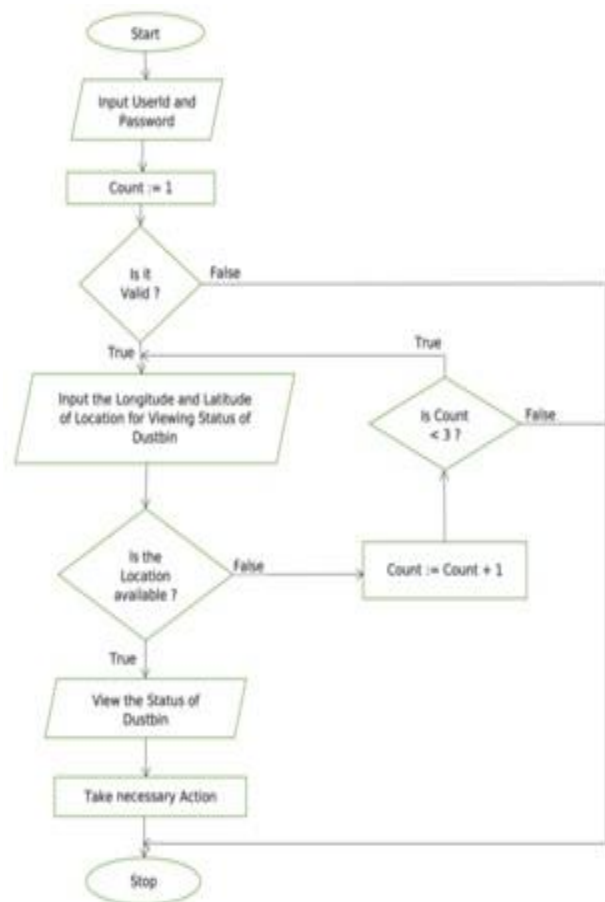 Start
Input UserId and
Password
Count := 1
Is it
Valid ?
False
True
True
Input the Longitude and Latitude
of Location for Viewing Status of
Dustbin
Is Count
< 3 ?
False
Is the
Location
available ?
False
Count := Count + 1
True
View the Status of
Dustbin
Take necessary Action
Stop